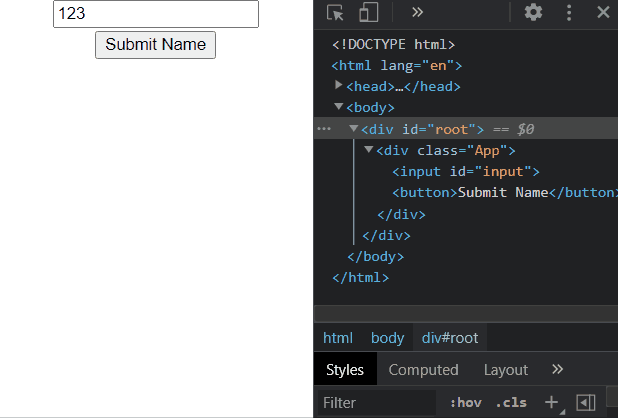 123
Submit Name
»
<!DOCTYPE html>
<html lang="en">
<head>…</head>
<body>
… <div id="root"> == $0
<div class="App">
<input id="input">
<button>Submit Name</button>
</div>
</div>
</body>
</html>
html body div#root
Styles Computed Layout »
Filter :hov .cls +